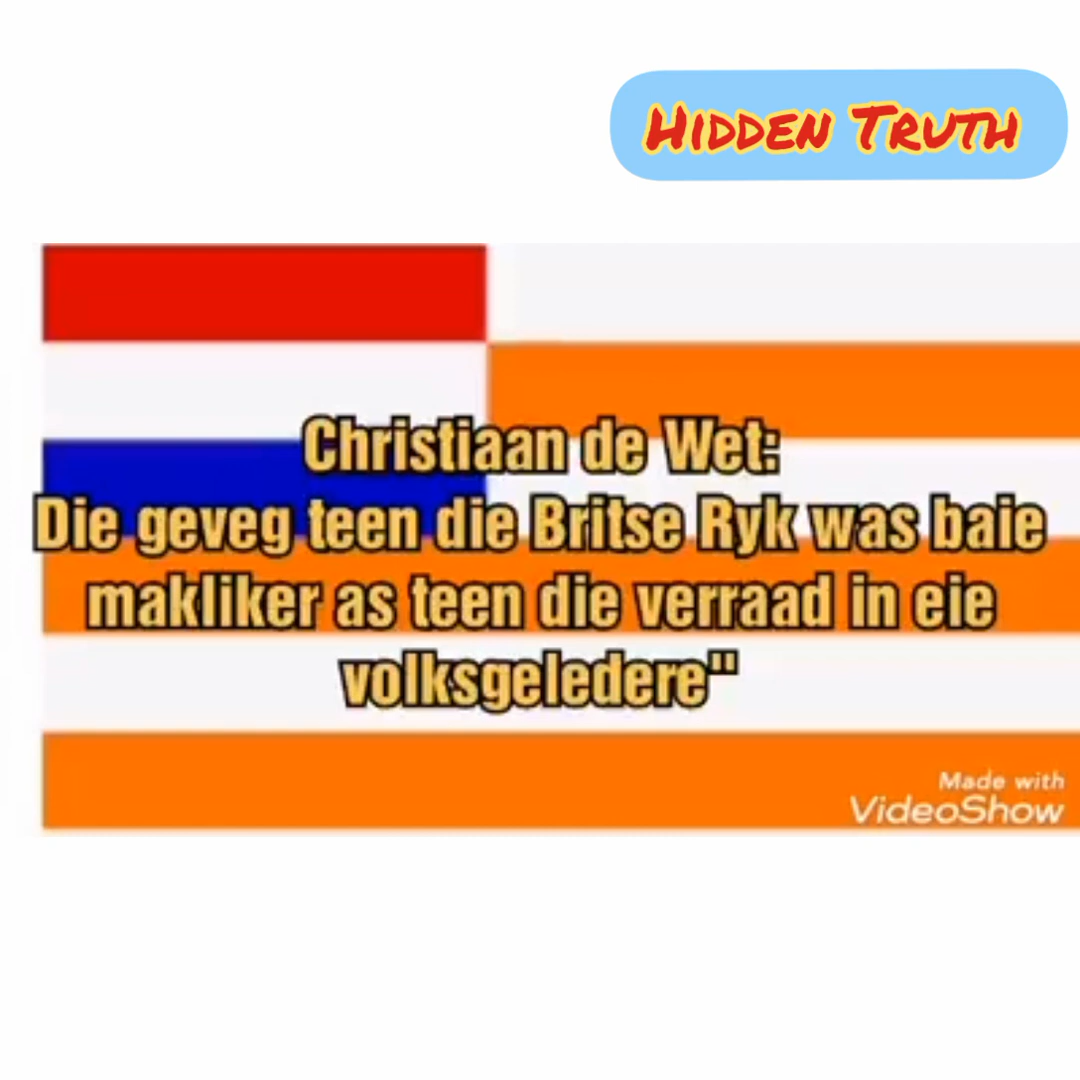 Hidden Truth
Christiaan de Wet:
Die geveg teen die Britse Ryk was baie
makliker as teen die verraad in eie
volksgeledere"
Made with
VideoShow